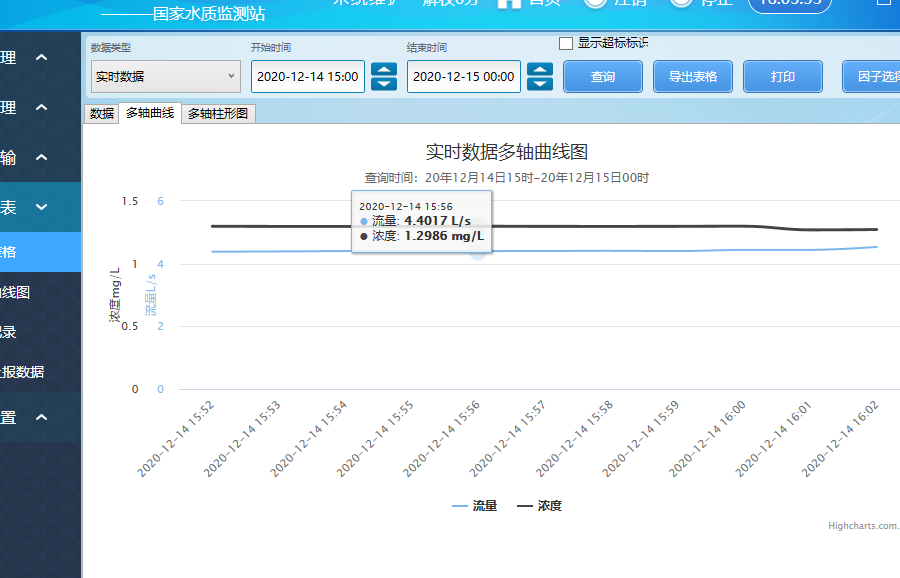 ————国家水质监测站
系统维护 解权0分 首页 注销 停止 16:03:55
数据类型 开始时间 结束时间 显示超标标识
实时数据 2020-12-14 15:00 2020-12-15 00:00 查询 导出表格 打印 因子选择
数据 多轴曲线 多轴柱形图
理
理
输
表
格
线图
录
报数据
置
实时数据多轴曲线图
查询时间：20年12月14日15时-20年12月15日00时
2020-12-14 15:56
流量: 4.4017 L/s
浓度: 1.2986 mg/L
1.5 6
1 4
0.5 2
0 0
浓度mg/L
流量L/s
2020-12-14 15:52
2020-12-14 15:53
2020-12-14 15:54
2020-12-14 15:55
2020-12-14 15:56
2020-12-14 15:57
2020-12-14 15:58
2020-12-14 15:59
2020-12-14 16:00
2020-12-14 16:01
2020-12-14 16:02
流量 浓度
Highcharts.com.